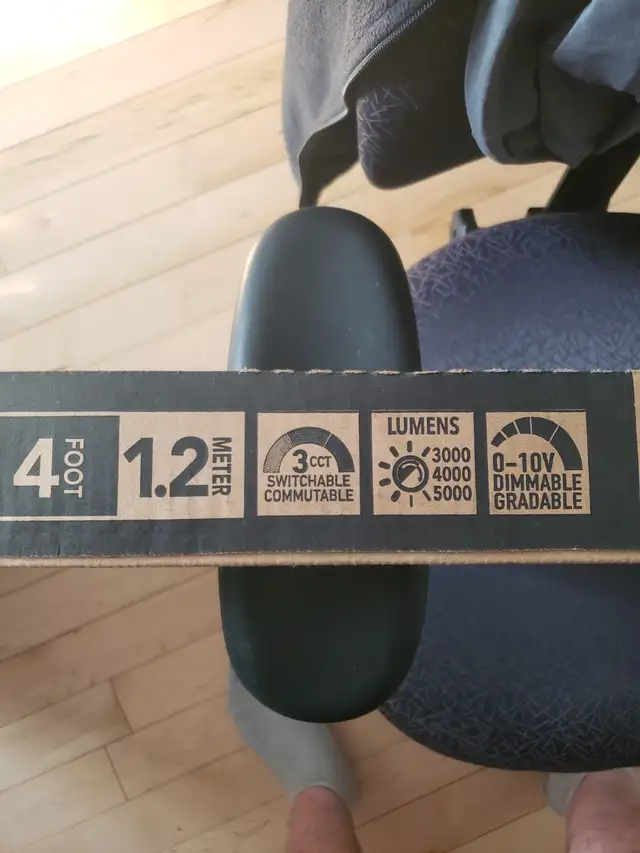 4 FOOT
1.2 METER
3 CCT
SWITCHABLE
COMMUTABLE
LUMENS
3000
4000
5000
0-10V
DIMMABLE
GRADABLE